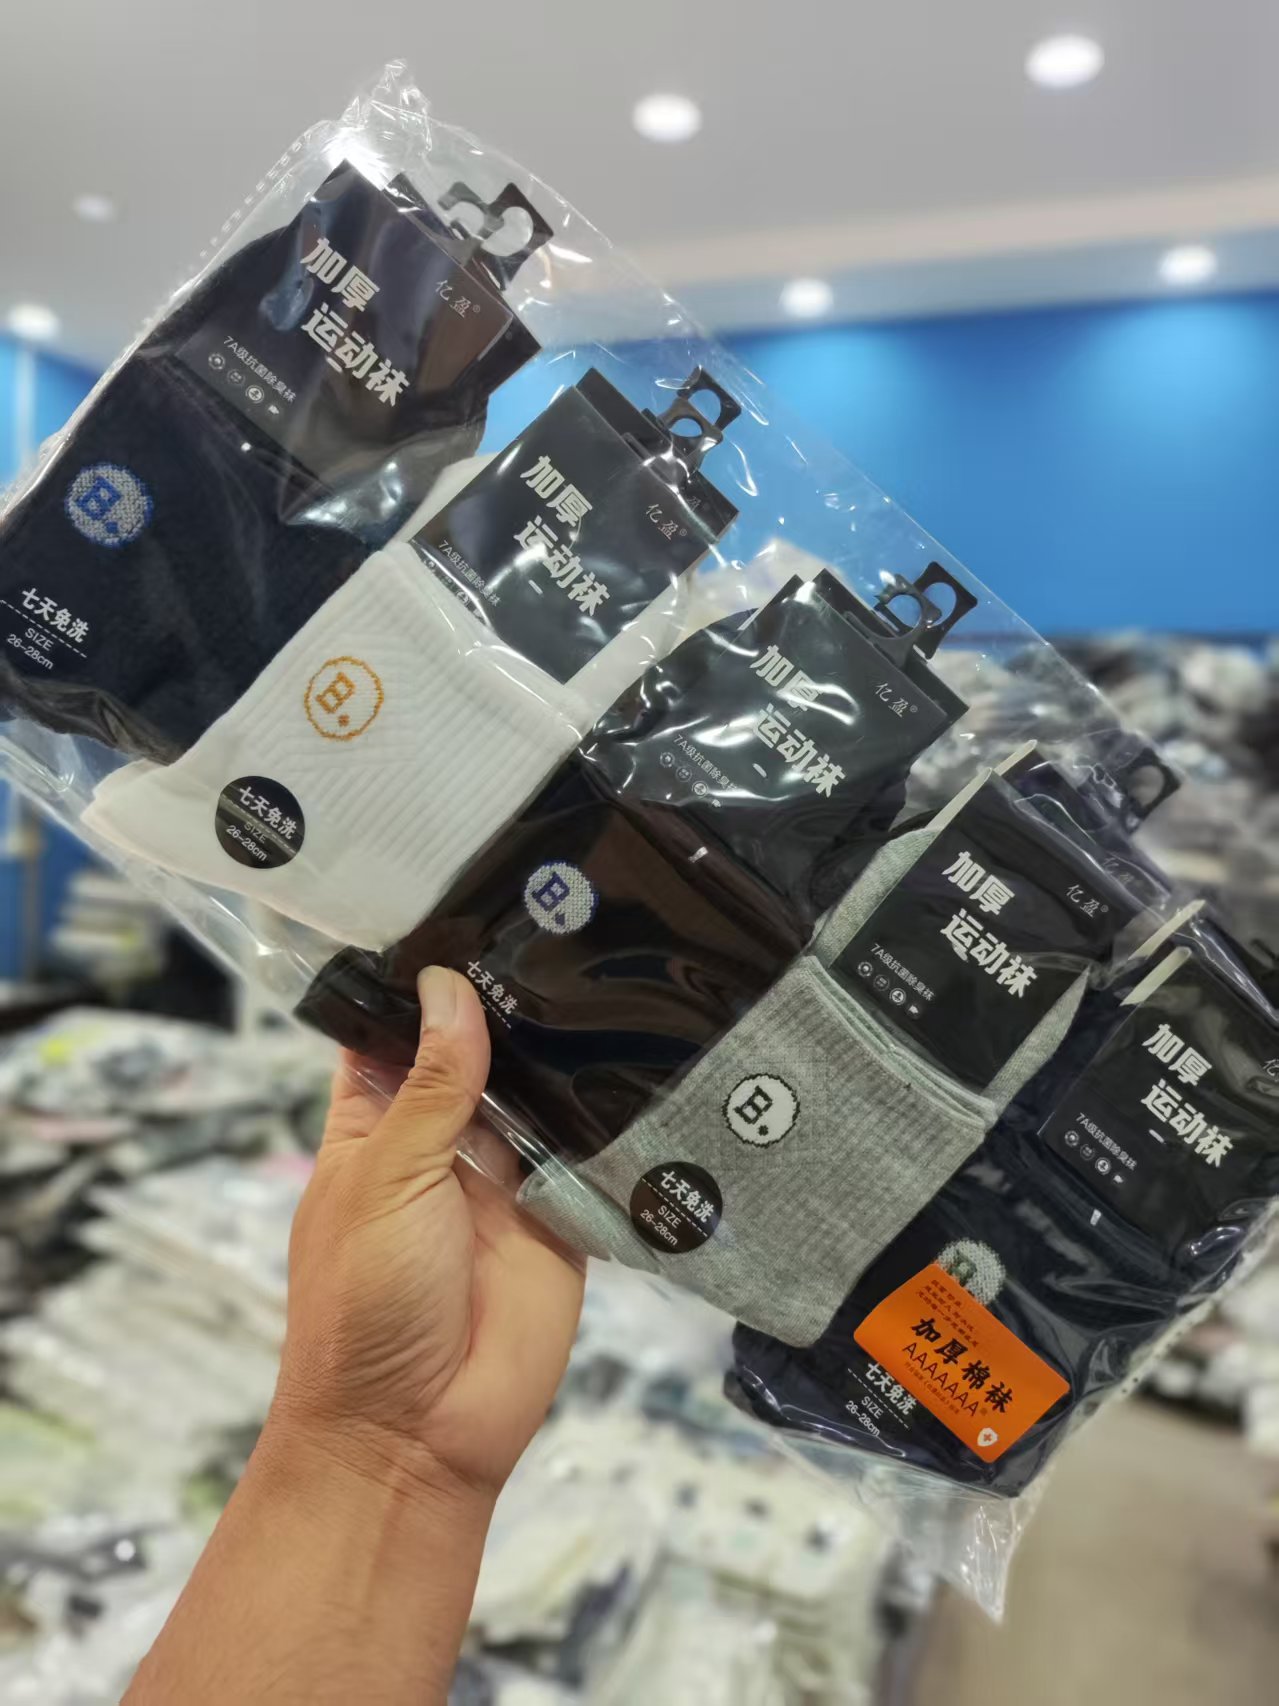 加厚
运动袜
亿盈®
7A级抗菌除臭袜
B.
七天免洗
SIZE
26-28cm
加厚
运动袜
亿盈®
7A级抗菌除臭袜
B.
七天免洗
SIZE
26-28cm
加厚
运动袜
亿盈®
7A级抗菌除臭袜
B.
七天免洗
加厚
运动袜
亿盈®
7A级抗菌除臭袜
B.
七天免洗
SIZE
26-28cm
加厚
运动袜
亿
7A级抗菌除臭袜
加厚棉袜
AAAAAAA
七天免洗
SIZE
26-28cm